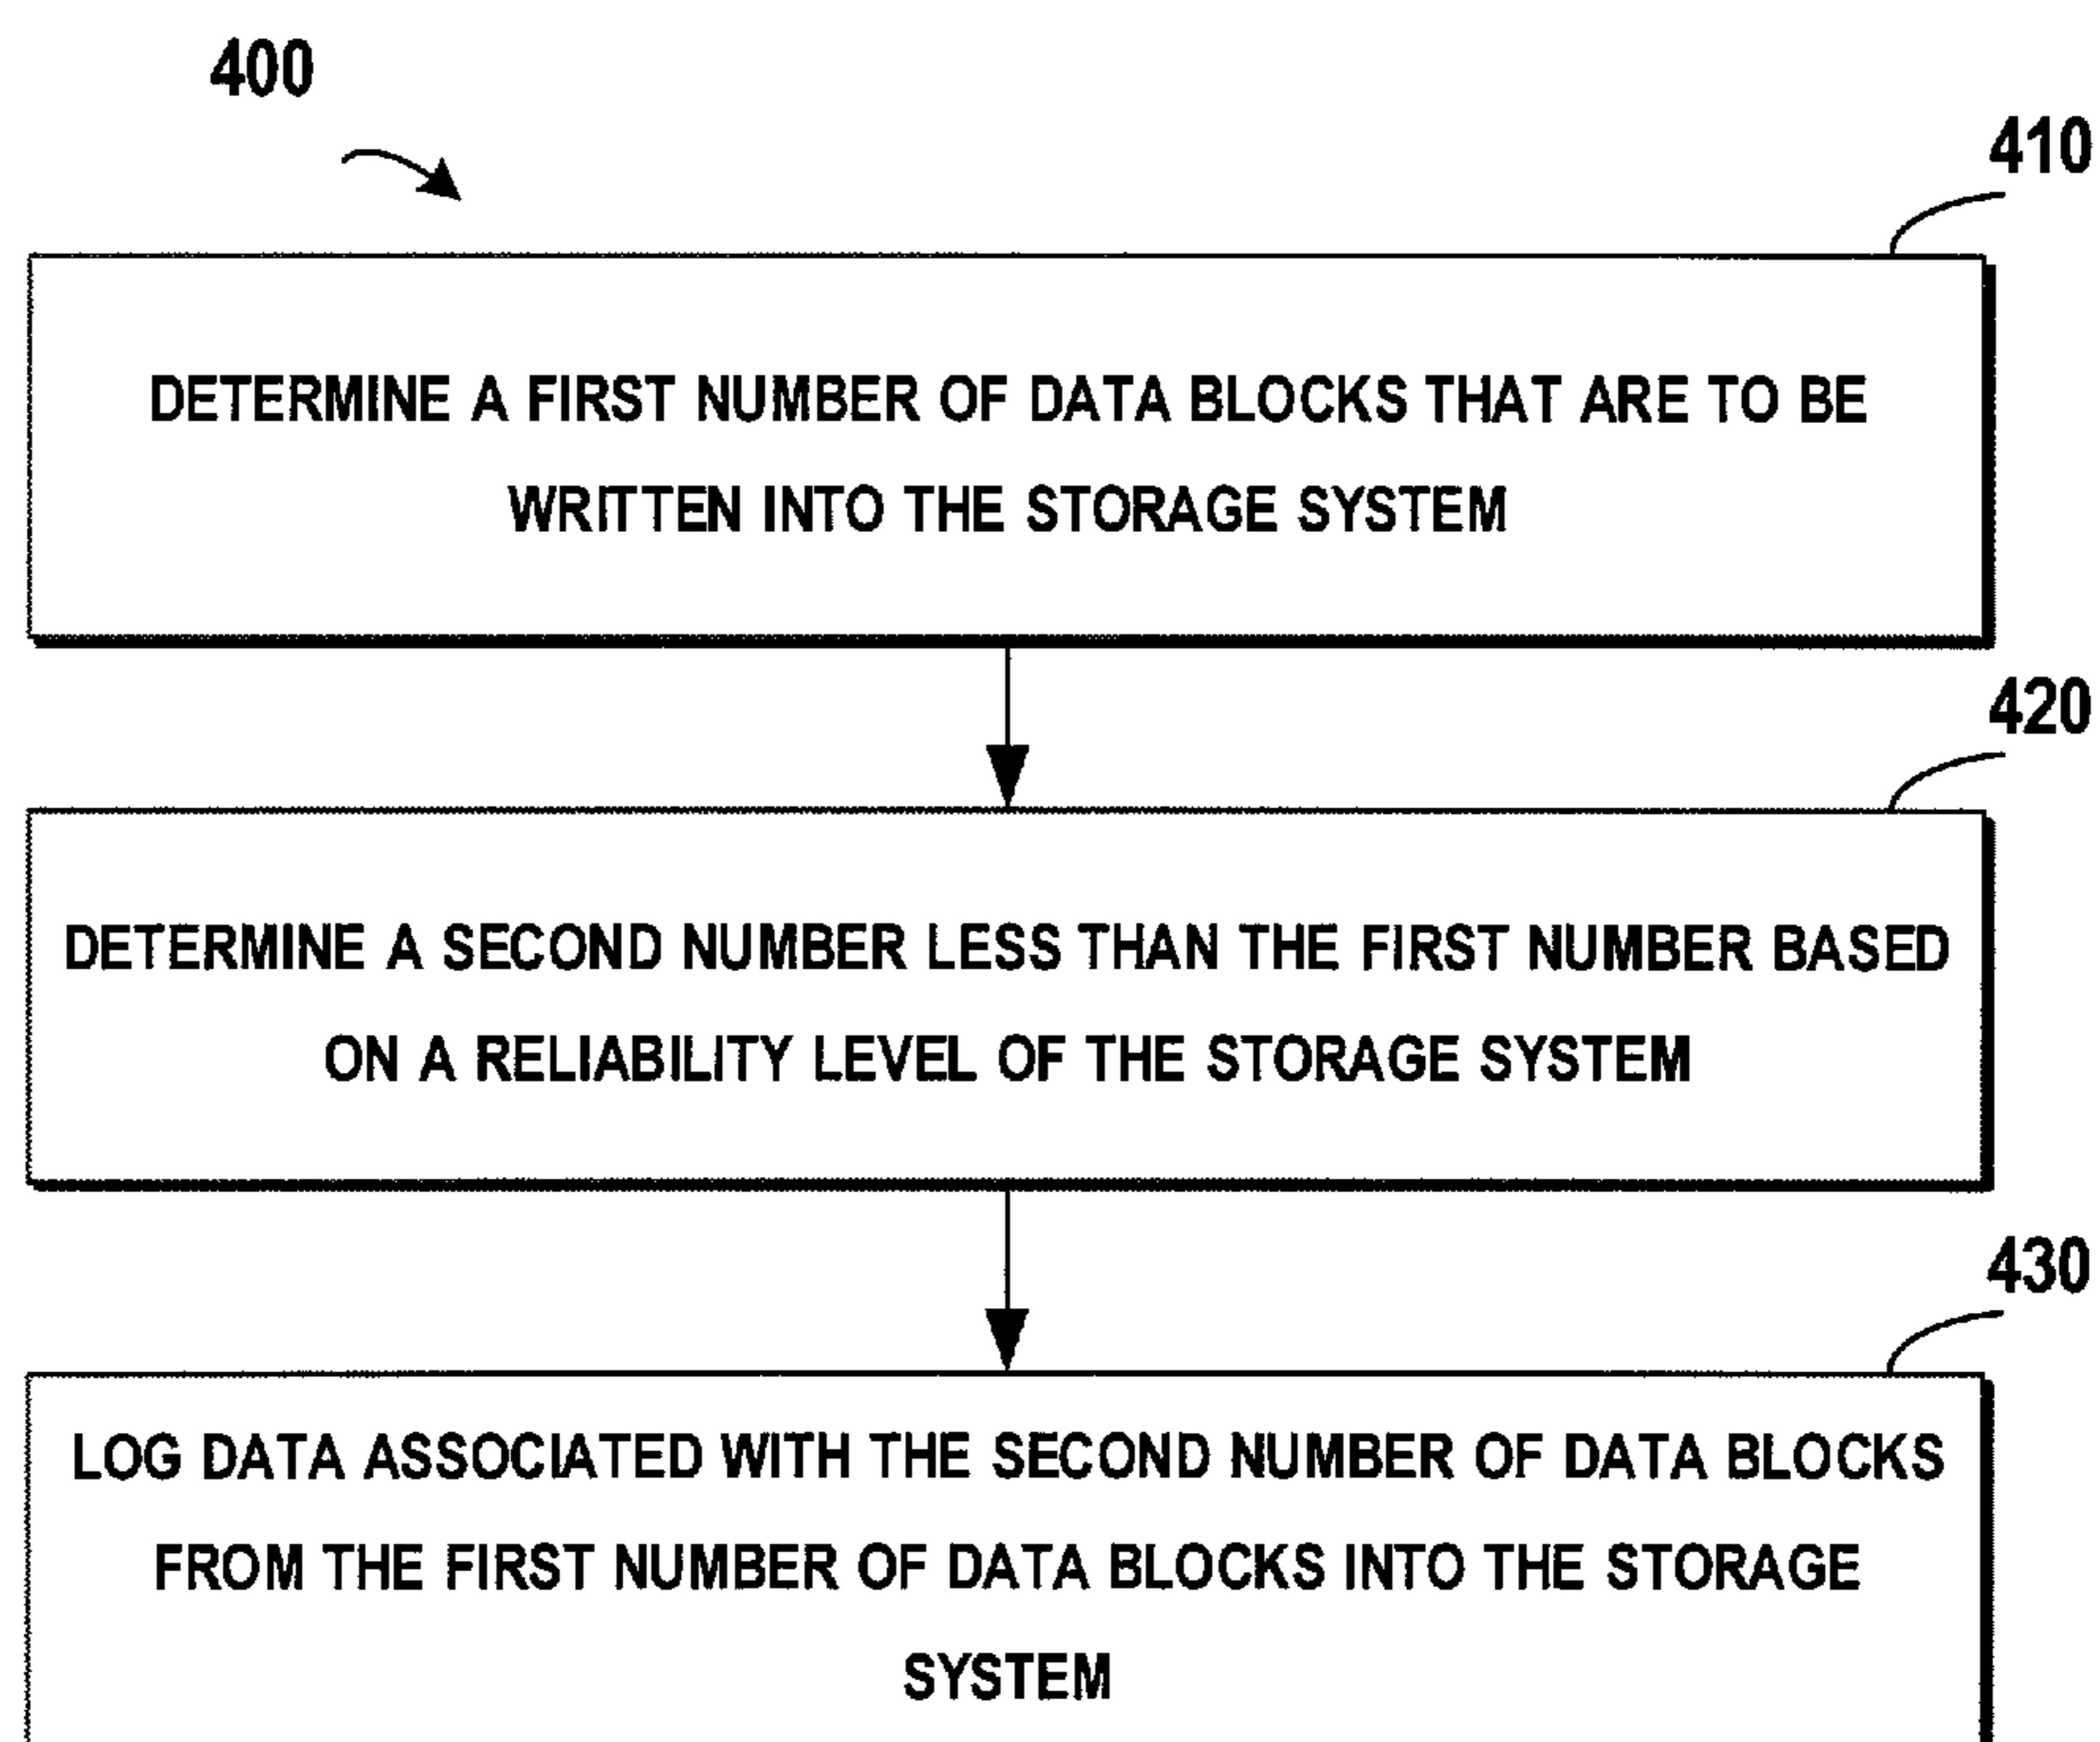 400
410
DETERMINE A FIRST NUMBER OF DATA BLOCKS THAT ARE TO BE
WRITTEN INTO THE STORAGE SYSTEM
420
DETERMINE A SECOND NUMBER LESS THAN THE FIRST NUMBER BASED
ON A RELIABILITY LEVEL OF THE STORAGE SYSTEM
430
LOG DATA ASSOCIATED WITH THE SECOND NUMBER OF DATA BLOCKS
FROM THE FIRST NUMBER OF DATA BLOCKS INTO THE STORAGE
SYSTEM